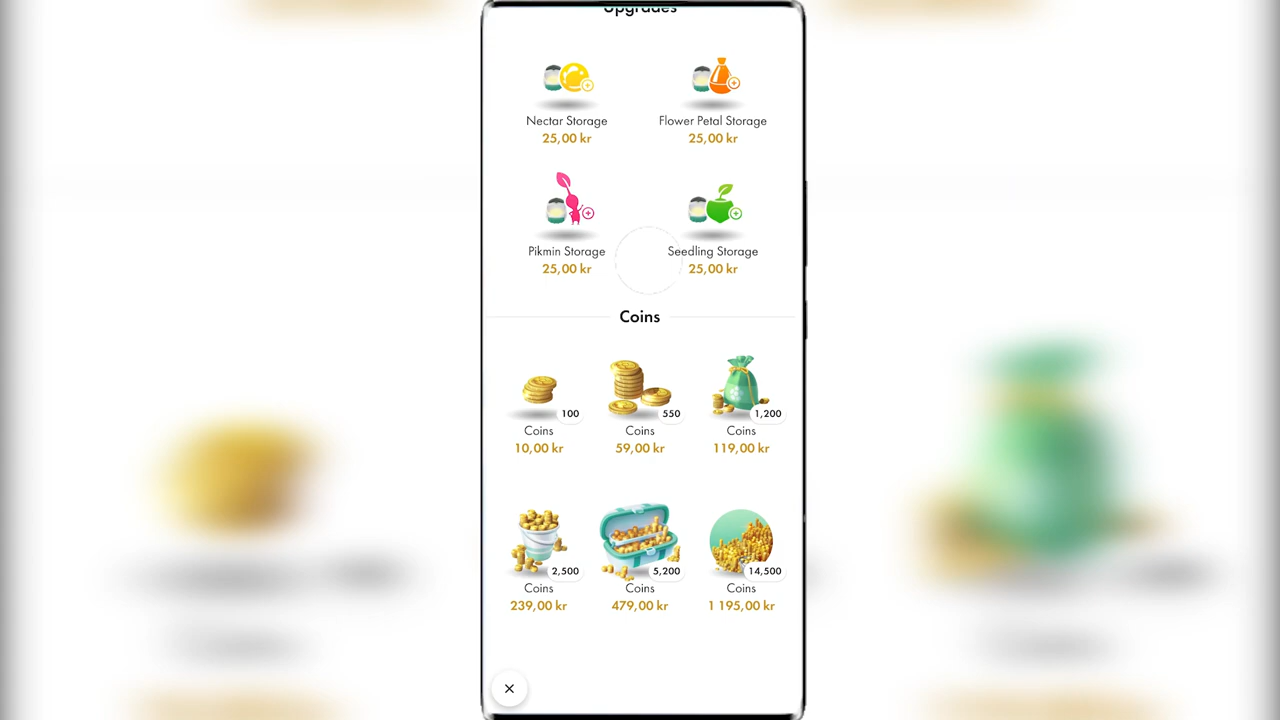 Upgrades
Nectar Storage
25,00 kr
Flower Petal Storage
25,00 kr
Pikmin Storage
25,00 kr
Seedling Storage
25,00 kr
Coins
100
Coins
10,00 kr
550
Coins
59,00 kr
1,200
Coins
119,00 kr
2,500
Coins
239,00 kr
5,200
Coins
479,00 kr
14,500
Coins
1 195,00 kr